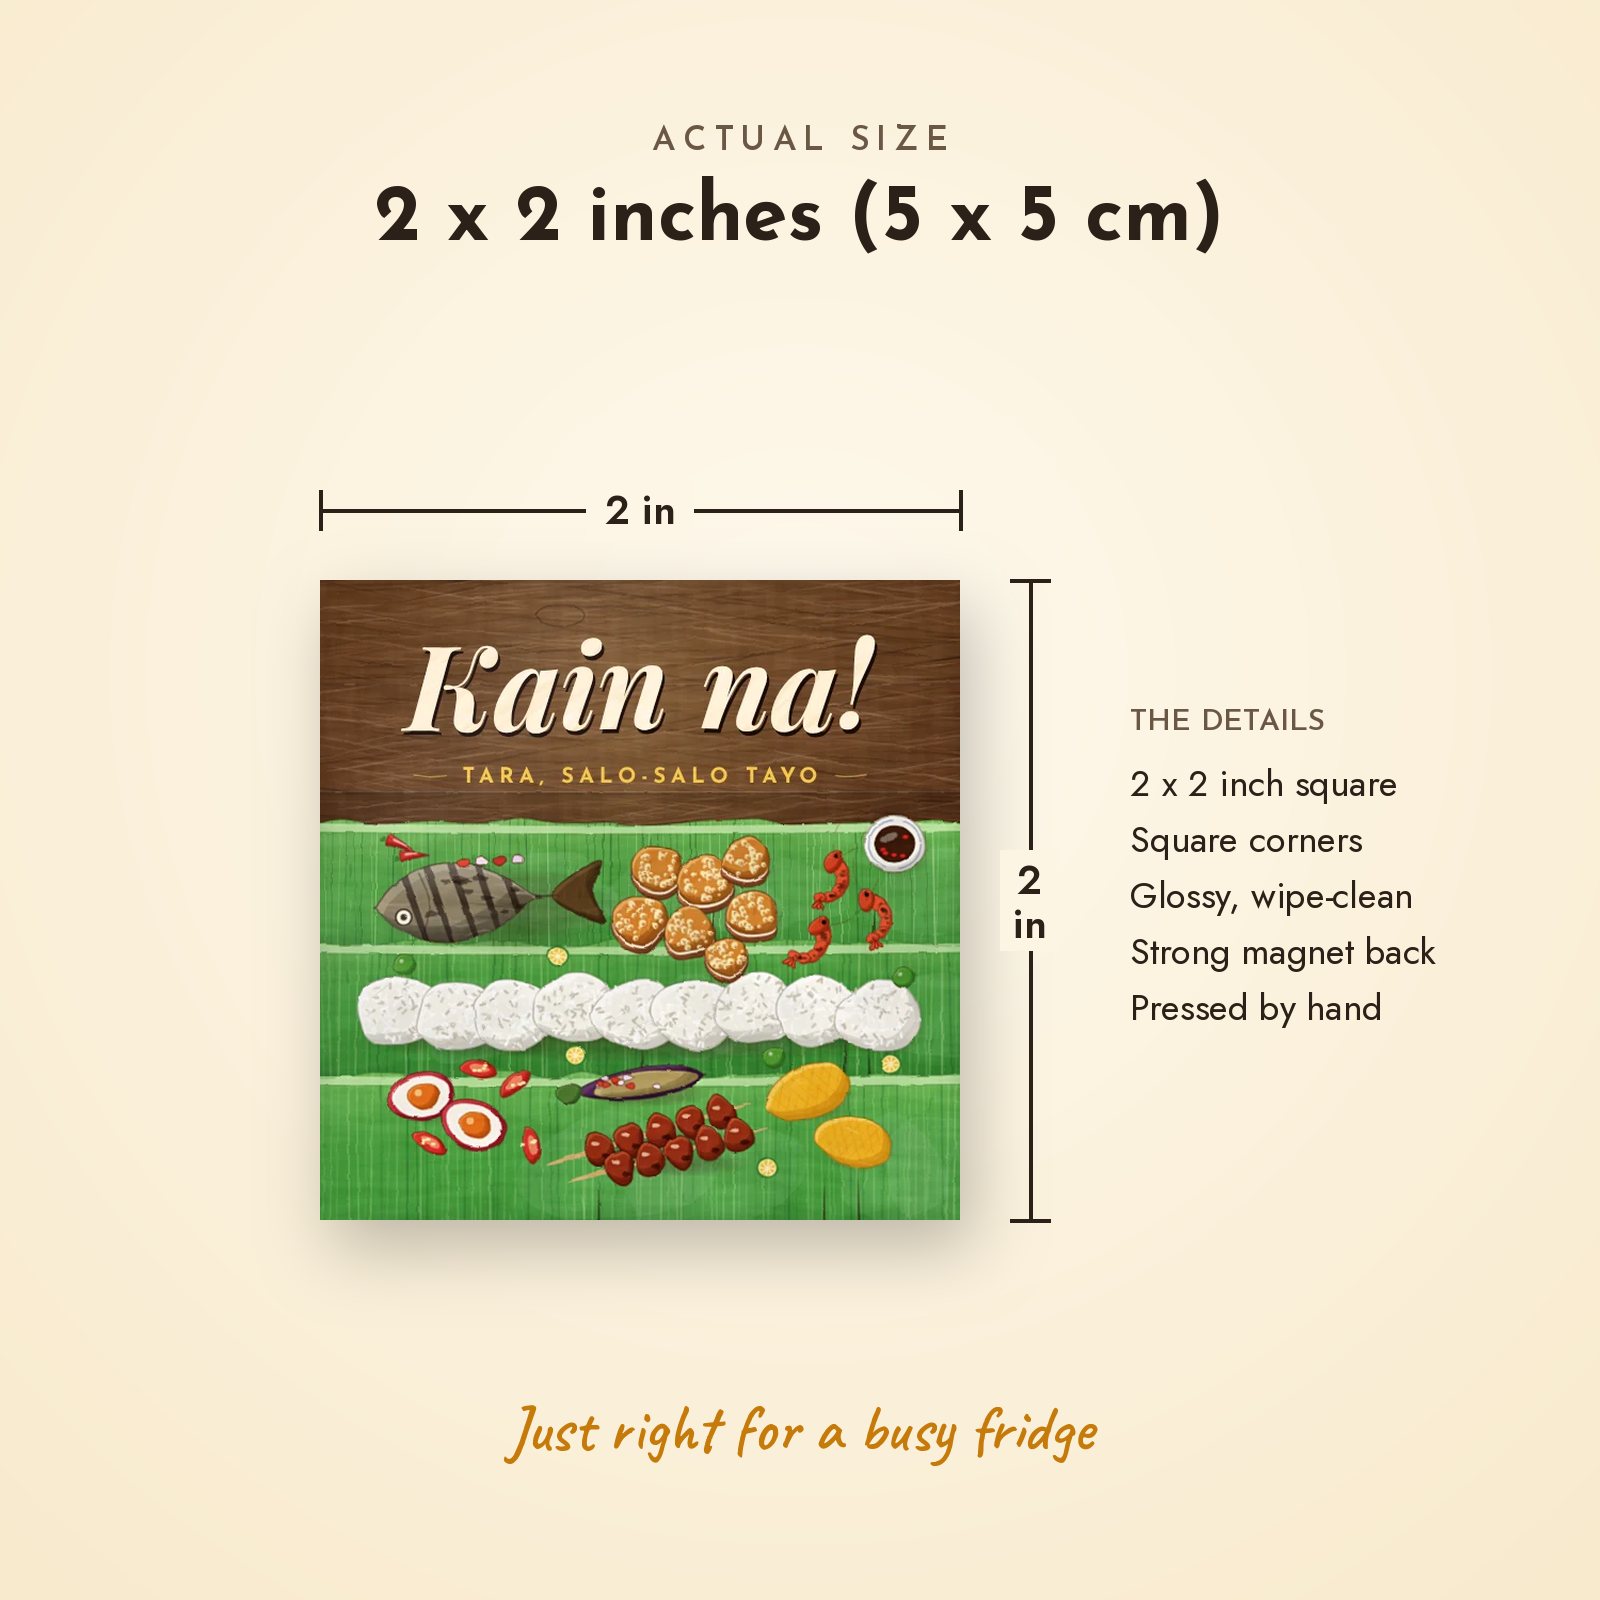 ACTUAL SIZE
2 x 2 inches (5 x 5 cm)
2 in
Kain na!
TARA, SALO-SALO TAYO
2
in
THE DETAILS
2 x 2 inch square
Square corners
Glossy, wipe-clean
Strong magnet back
Pressed by hand
Just right for a busy fridge